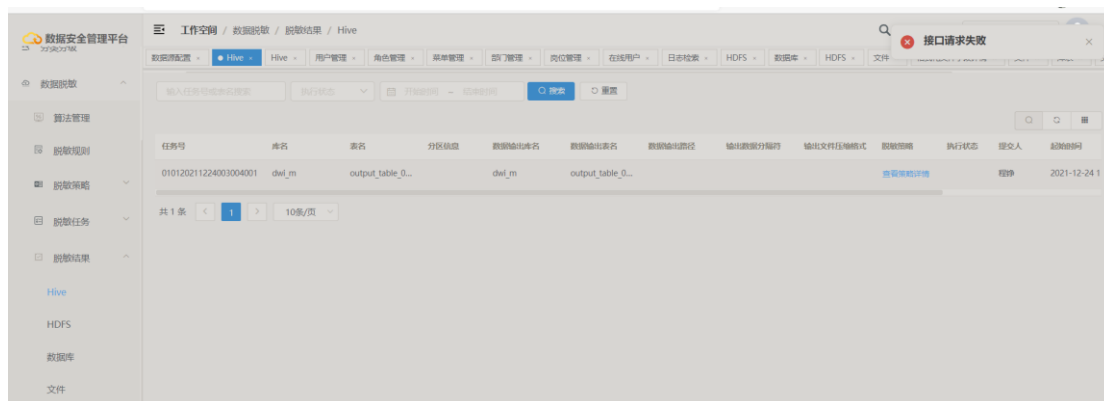 数据安全管理平台
工作空间 / 数据脱敏 / 脱敏结果 / Hive
接口请求失败
数据源配置 × Hive × Hive × 用户管理 × 角色管理 × 菜单管理 × 部门管理 × 岗位管理 × 在线用户 × 日志检索 × HDFS × 数据库 × HDFS × 文件
数据脱敏
输入任务号或表名搜索 执行状态 开始时间 ~ 结束时间 搜索 重置
算法管理
任务号 库名 表名 分区信息 数据输出库名 数据输出表名 数据输出路径 输出数据分隔符 输出文件压缩格式 脱敏策略 执行状态 提交人 起始时间
脱敏规则
010120211224003004001 dwi_m output_table_0... dwi_m output_table_0... 查看策略详情 程峥 2021-12-24 1
脱敏策略
共 1 条 1 10条/页
脱敏任务
脱敏结果
Hive
HDFS
数据库
文件